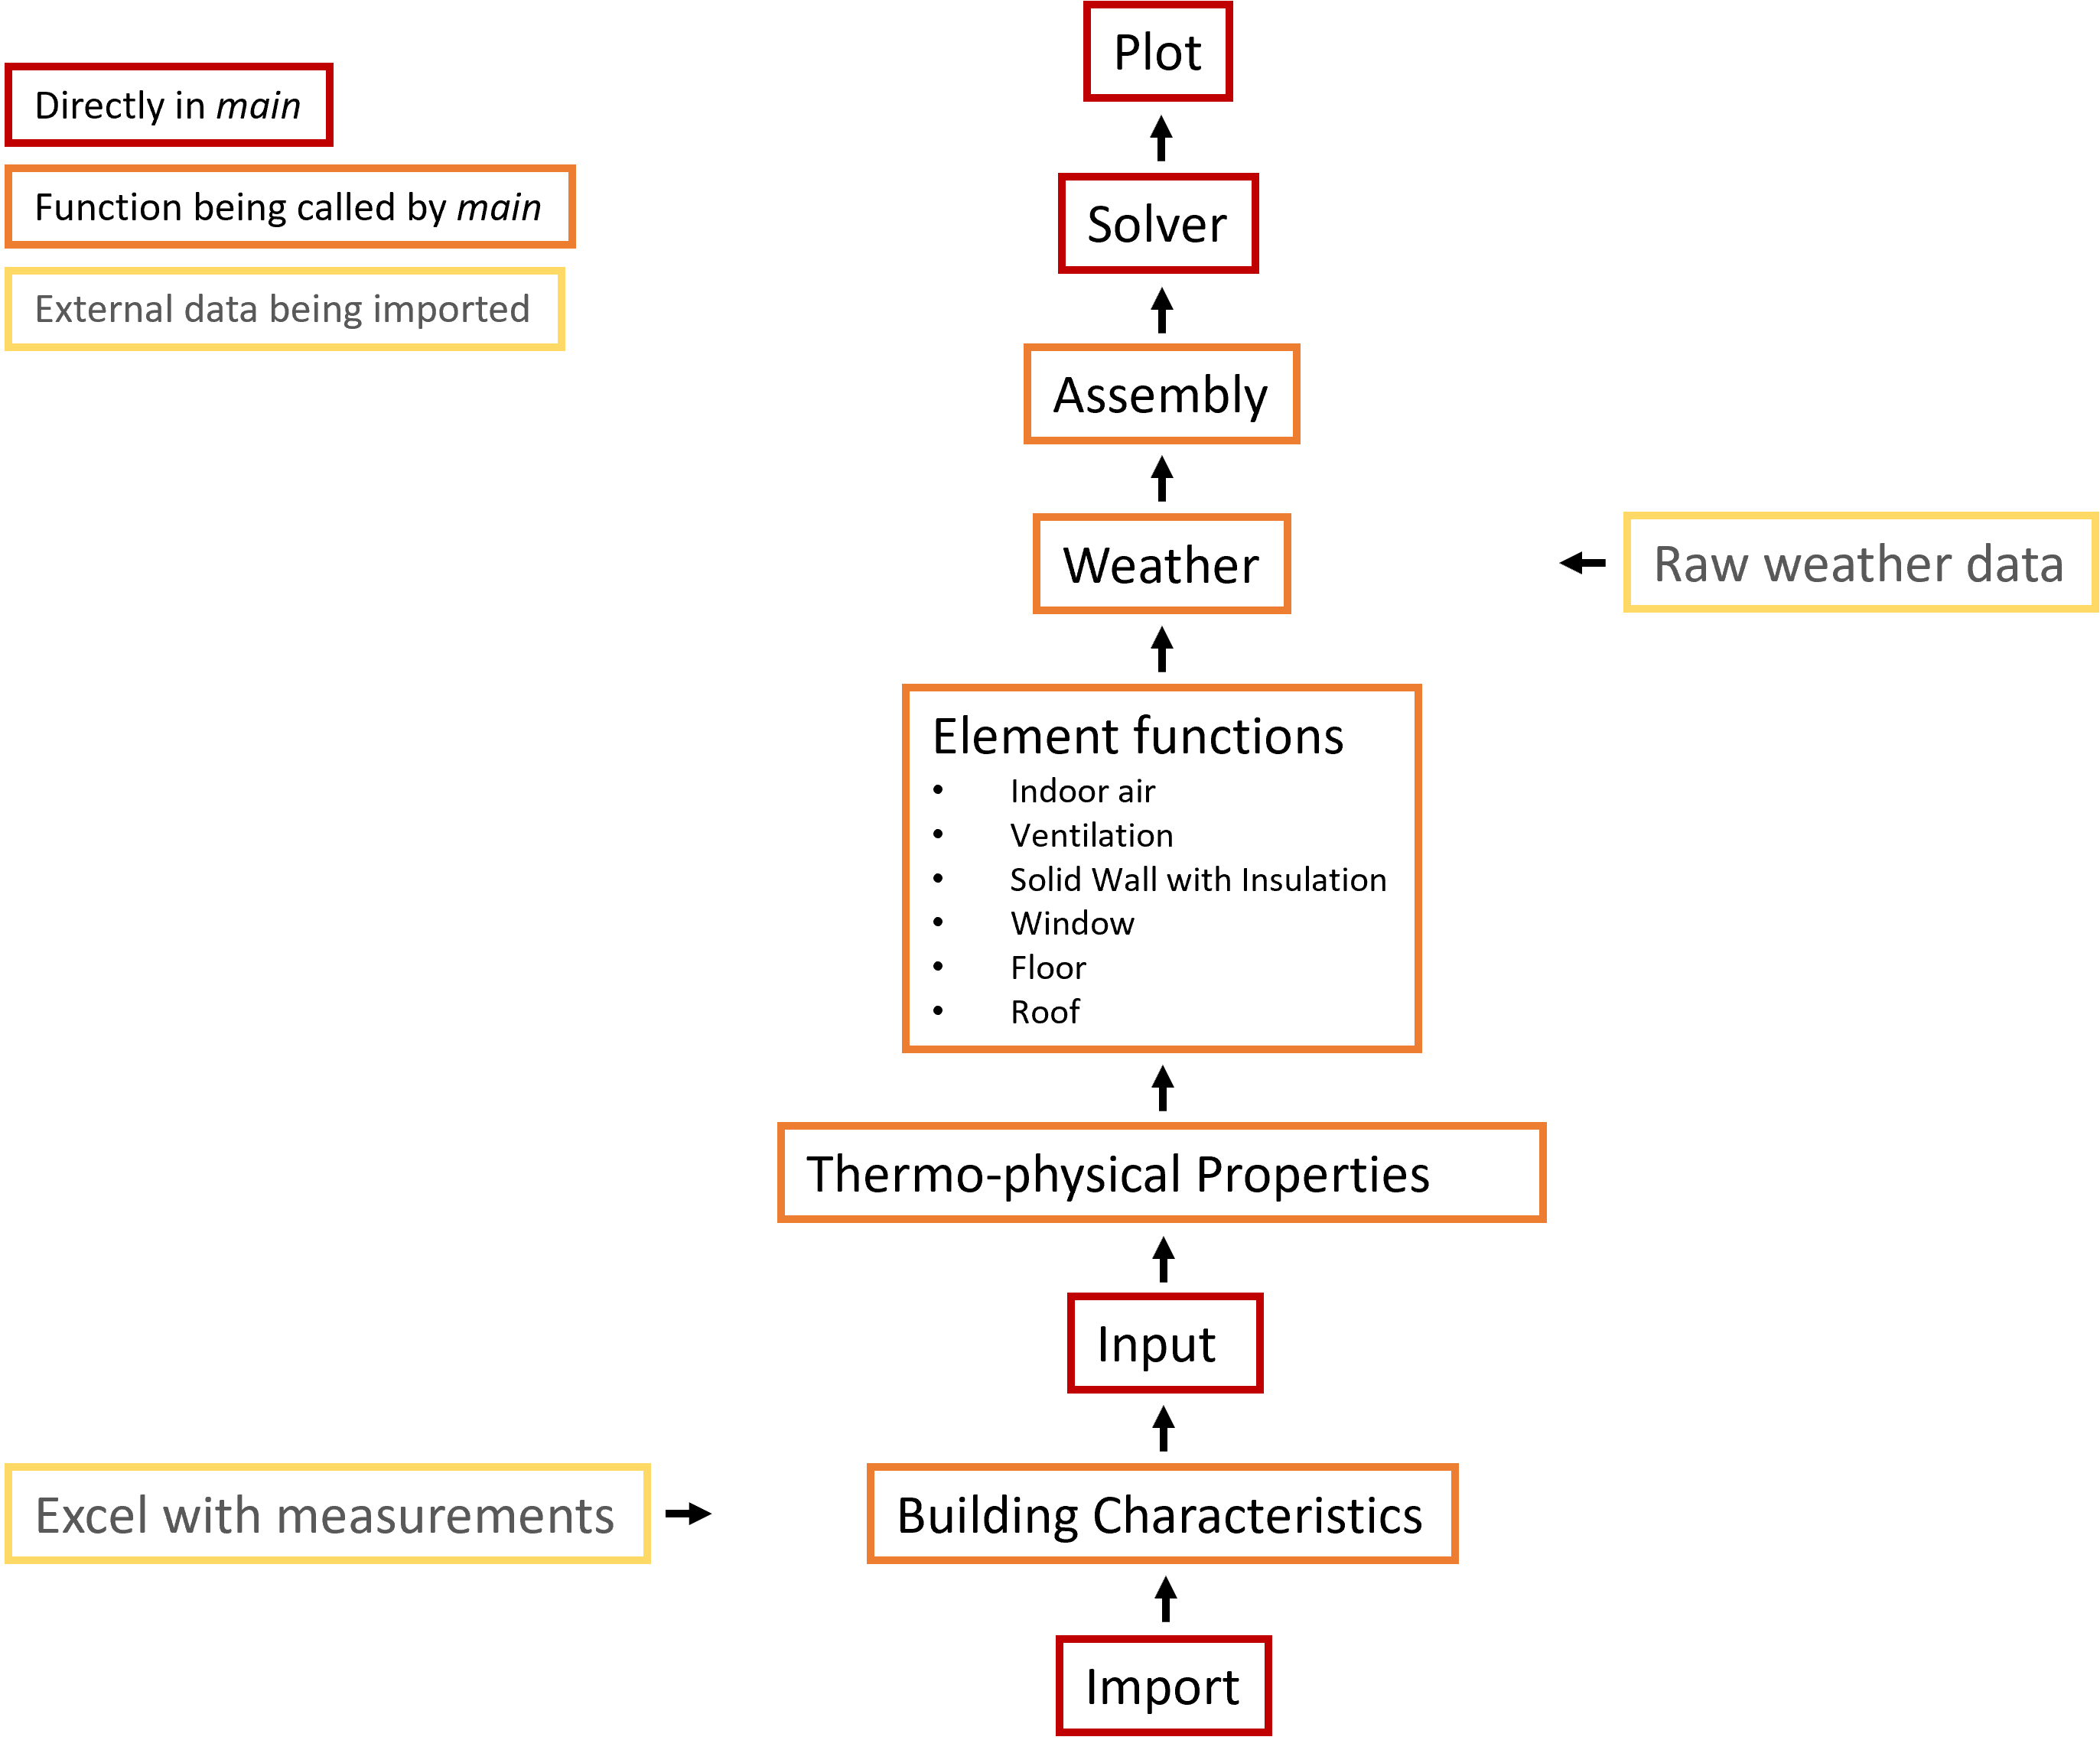 Plot
Directly in main
Solver
Function being called by main
External data being imported
Assembly
Weather
Raw weather data
Element functions
• Indoor air
• Ventilation
• Solid Wall with Insulation
• Window
• Floor
• Roof
Thermo-physical Properties
Input
Excel with measurements
Building Characteristics
Import